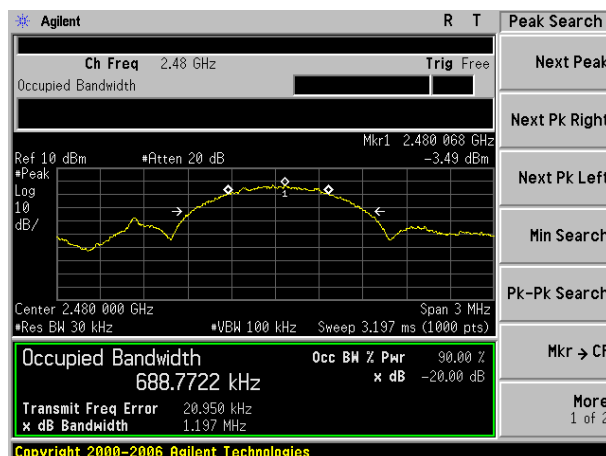 Agilent R T Peak Search
Ch Freq 2.48 GHz Trig Free
Occupied Bandwidth
Next Peak
Next Pk Right
Mkr1 2.480 068 GHz
Ref 10 dBm #Atten 20 dB -3.49 dBm
#Peak
Log
10
dB/
1
Next Pk Left
Min Search
Pk-Pk Search
Center 2.480 000 GHz Span 3 MHz
#Res BW 30 kHz #VBW 100 kHz Sweep 3.197 ms (1000 pts)
Occupied Bandwidth Occ BW % Pwr 90.00 %
688.7722 kHz x dB -20.00 dB
Mkr → CF
Transmit Freq Error 20.950 kHz
x dB Bandwidth 1.197 MHz
More
1 of 2
Copyright 2000-2006 Agilent Technologies